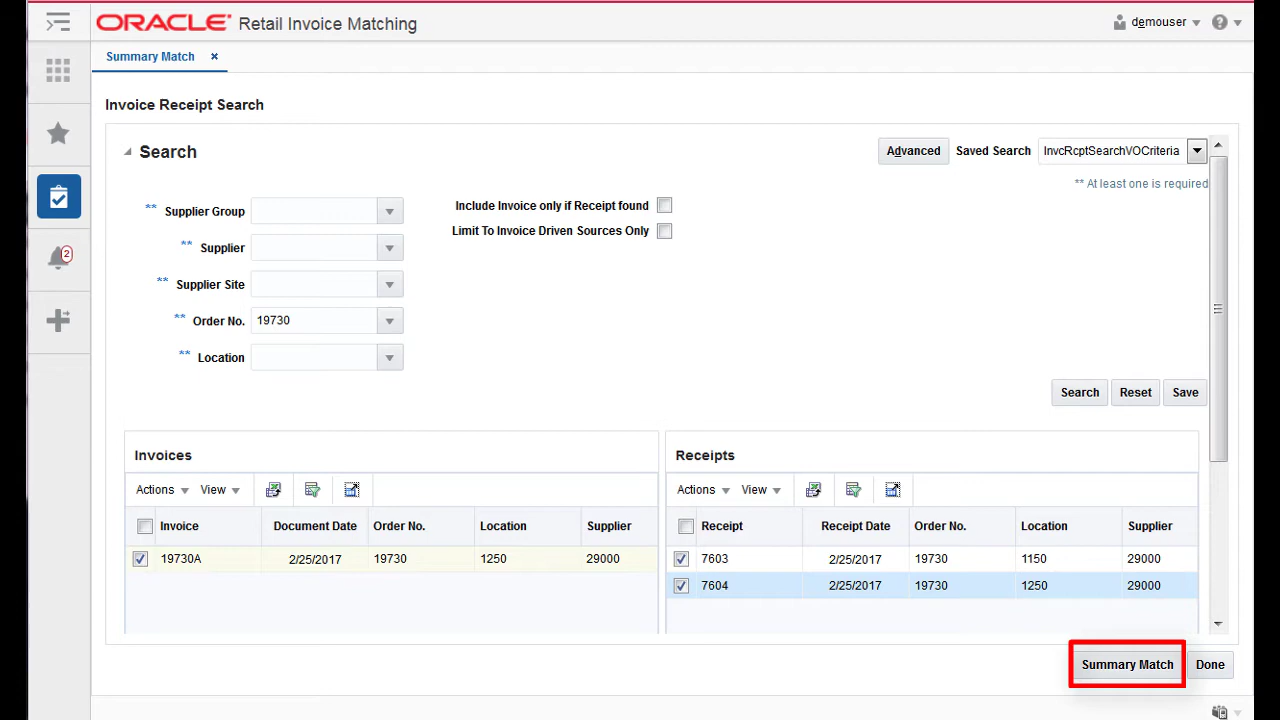 ORACLE® Retail Invoice Matching
demouser
2
Summary Match ×
Invoice Receipt Search
Search
Advanced Saved Search InvcRcptSearchVOCriteria
** At least one is required
** Supplier Group
** Supplier
** Supplier Site
** Order No. 19730
** Location
Include Invoice only if Receipt found
Limit To Invoice Driven Sources Only
Search Reset Save
Invoices
Actions View
Invoice Document Date Order No. Location Supplier
19730A 2/25/2017 19730 1250 29000
Receipts
Actions View
Receipt Receipt Date Order No. Location Supplier
7603 2/25/2017 19730 1150 29000
7604 2/25/2017 19730 1250 29000
Summary Match Done